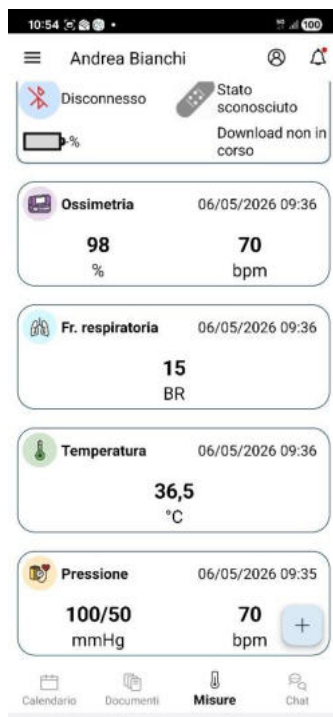 10:54
100
Andrea Bianchi
Disconnesso
Stato
sconosciuto
%
Download non in
corso
Ossimetria 06/05/2026 09:36
98 70
% bpm
Fr. respiratoria 06/05/2026 09:36
15
BR
Temperatura 06/05/2026 09:36
36,5
°C
Pressione 06/05/2026 09:35
100/50 70
mmHg bpm
+
Calendario Documenti Misure Chat